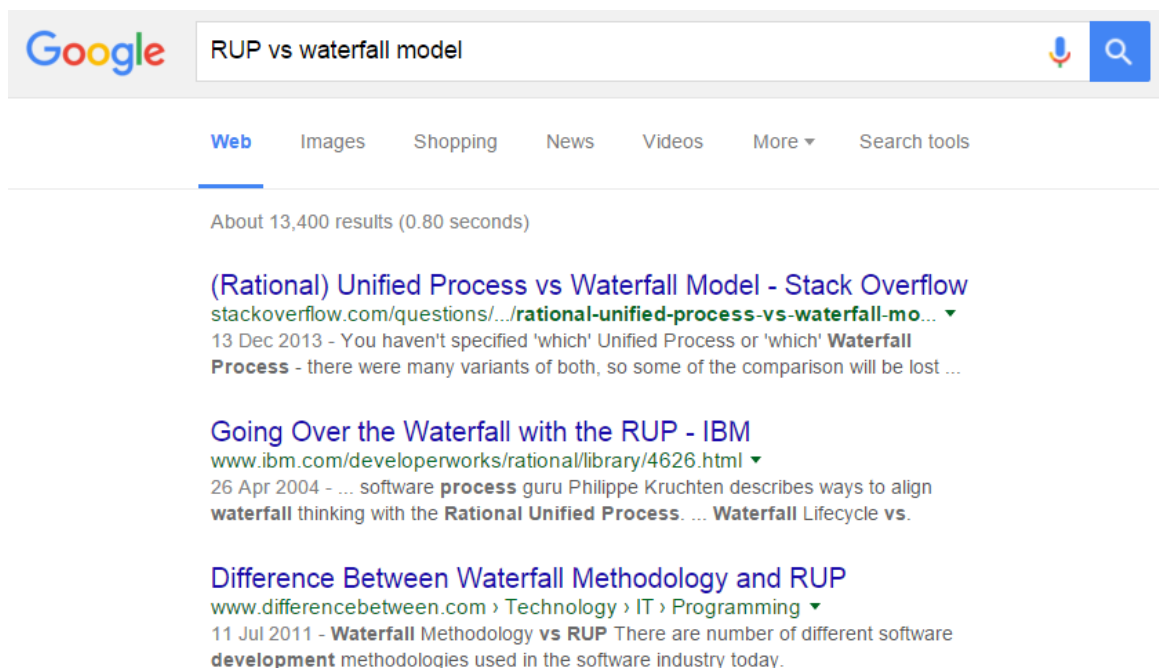 Google
RUP vs waterfall model
Web Images Shopping News Videos More Search tools
About 13,400 results (0.80 seconds)
(Rational) Unified Process vs Waterfall Model - Stack Overflow
stackoverflow.com/questions/.../rational-unified-process-vs-waterfall-mo...
13 Dec 2013 - You haven't specified 'which' Unified Process or 'which' Waterfall
Process - there were many variants of both, so some of the comparison will be lost ...
Going Over the Waterfall with the RUP - IBM
www.ibm.com/developerworks/rational/library/4626.html
26 Apr 2004 - ... software process guru Philippe Kruchten describes ways to align
waterfall thinking with the Rational Unified Process. ... Waterfall Lifecycle vs.
Difference Between Waterfall Methodology and RUP
www.differencebetween.com › Technology › IT › Programming
11 Jul 2011 - Waterfall Methodology vs RUP There are number of different software
development methodologies used in the software industry today.